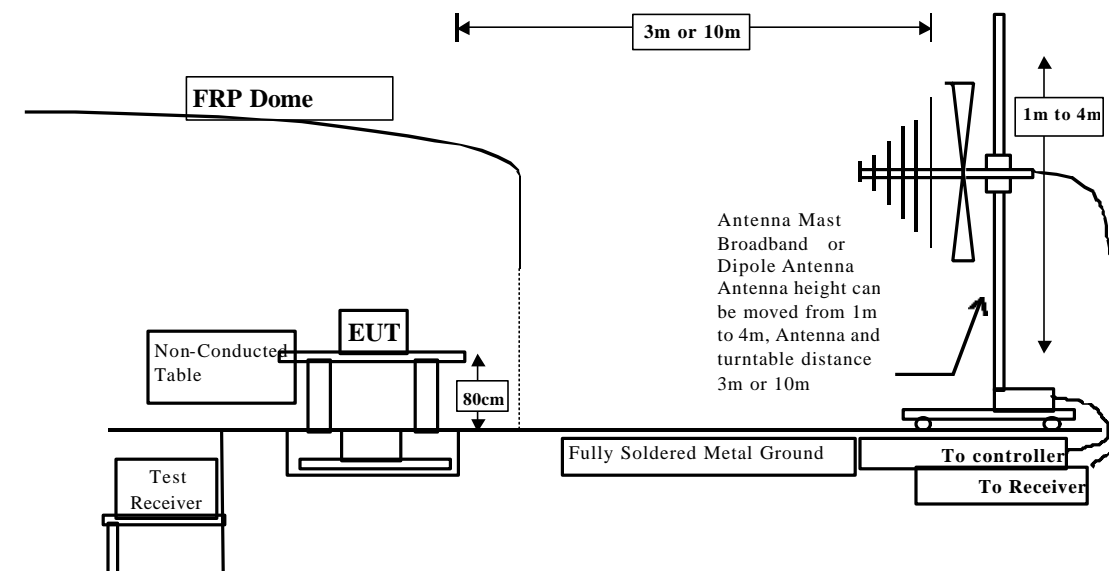 3m or 10m
FRP Dome
1m to 4m
Antenna Mast
Broadband or
Dipole Antenna
Antenna height can
be moved from 1m
to 4m, Antenna and
turntable distance
3m or 10m
EUT
Non-Conducted
Table
80cm
Fully Soldered Metal Ground
To controller
To Receiver
Test
Receiver